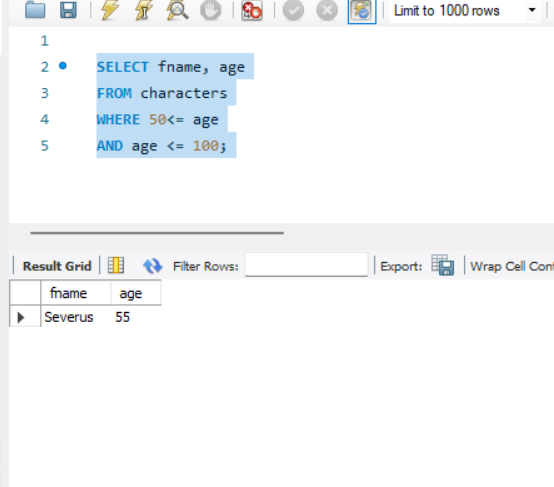 Limit to 1000 rows
1
2 SELECT fname, age
3 FROM characters
4 WHERE 50<= age
5 AND age <= 100;
Result Grid Filter Rows: Export: Wrap Cell Cont
fname age
Severus 55